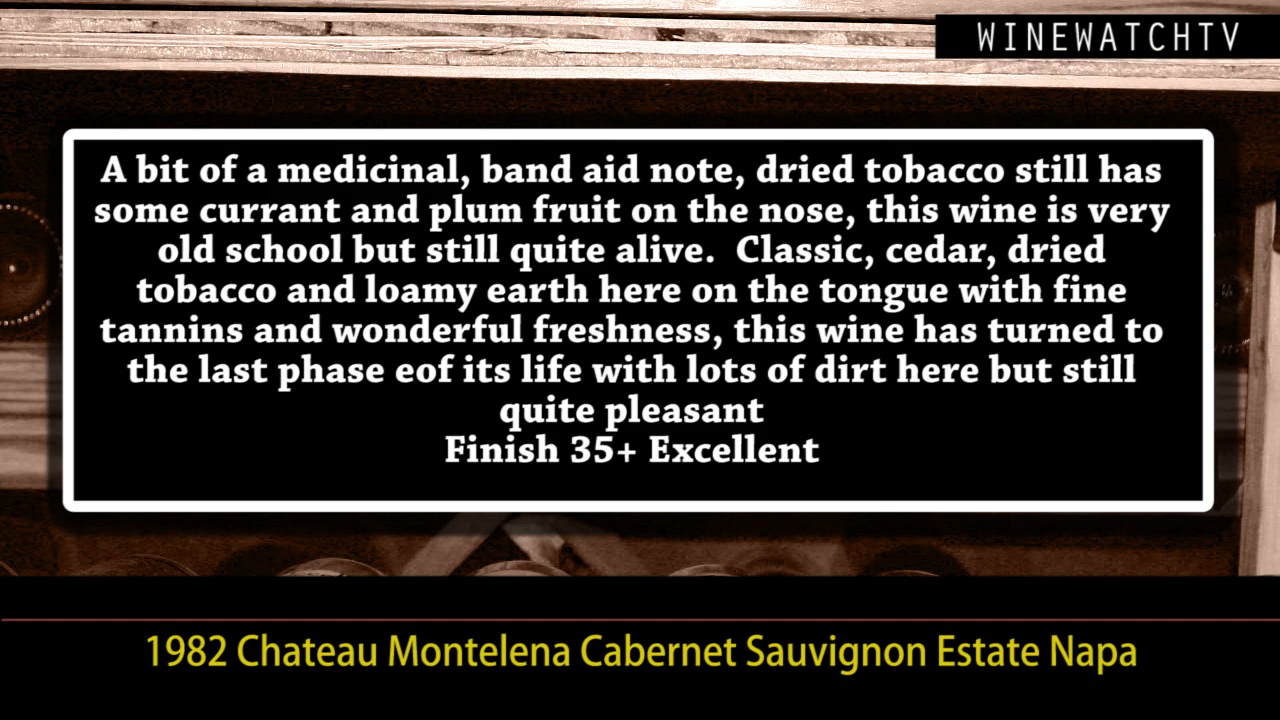 WINEWATCHTV
A bit of a medicinal, band aid note, dried tobacco still has
some currant and plum fruit on the nose, this wine is very
old school but still quite alive.  Classic, cedar, dried
tobacco and loamy earth here on the tongue with fine
tannins and wonderful freshness, this wine has turned to
the last phase eof its life with lots of dirt here but still
quite pleasant
Finish 35+ Excellent
1982 Chateau Montelena Cabernet Sauvignon Estate Napa